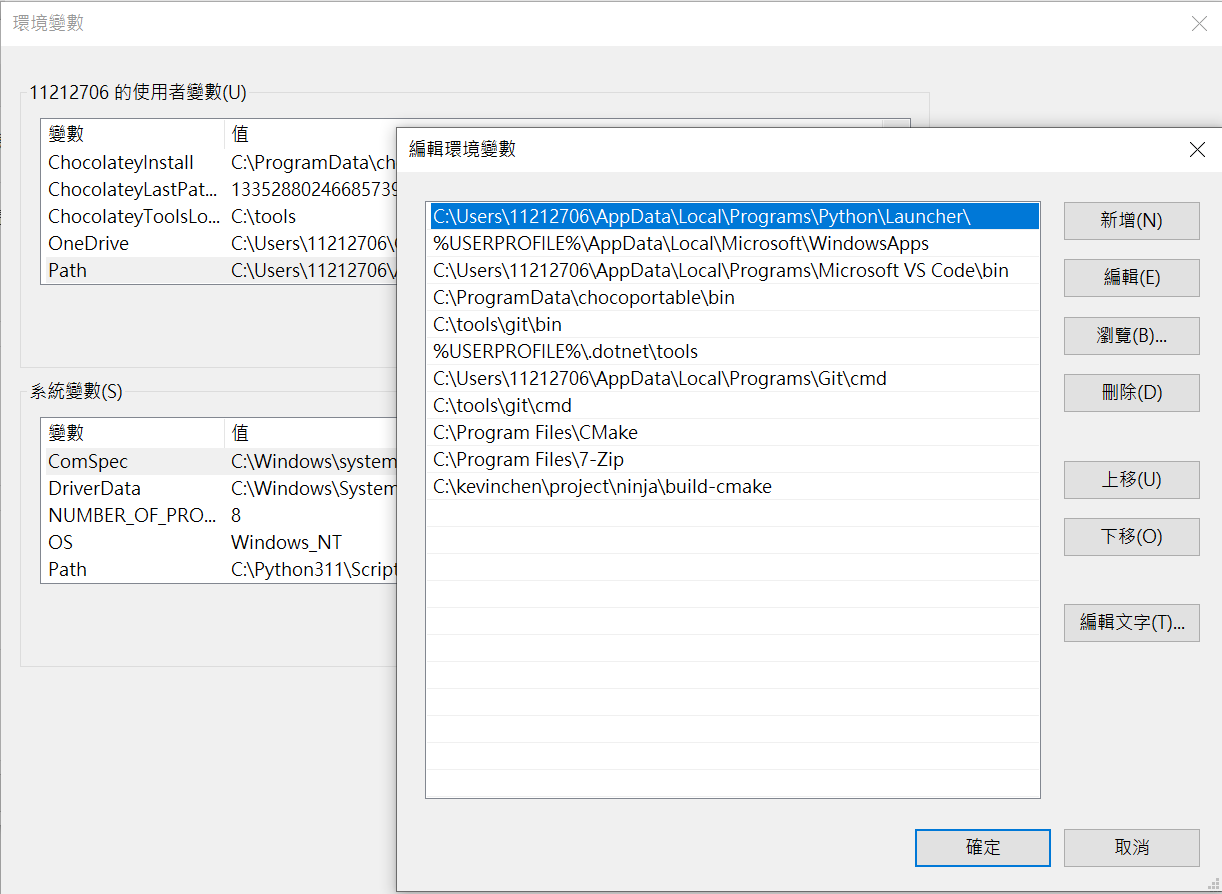 環境變數
11212706 的使用者變數(U)
變數 值
ChocolateyInstall C:\ProgramData\ch
ChocolateyLastPat... 13352880246685739
ChocolateyToolsLo... C:\tools
OneDrive C:\Users\11212706\
Path C:\Users\11212706\
系統變數(S)
變數 值
ComSpec C:\Windows\system
DriverData C:\Windows\System
NUMBER_OF_PRO... 8
OS Windows_NT
Path C:\Python311\Script
編輯環境變數
C:\Users\11212706\AppData\Local\Programs\Python\Launcher\
%USERPROFILE%\AppData\Local\Microsoft\WindowsApps
C:\Users\11212706\AppData\Local\Programs\Microsoft VS Code\bin
C:\ProgramData\chocoportable\bin
C:\tools\git\bin
%USERPROFILE%\.dotnet\tools
C:\Users\11212706\AppData\Local\Programs\Git\cmd
C:\tools\git\cmd
C:\Program Files\CMake
C:\Program Files\7-Zip
C:\kevinchen\project\ninja\build-cmake
新增(N)
編輯(E)
瀏覽(B)...
刪除(D)
上移(U)
下移(O)
編輯文字(T)...
確定
取消